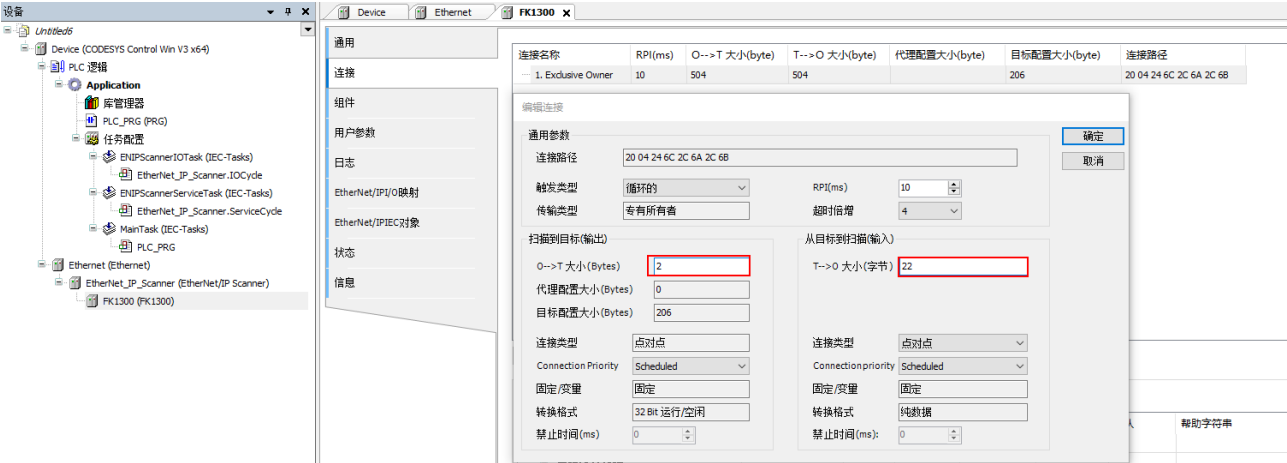 设备
Untitled6
Device (CODESYS Control Win V3 x64)
PLC 逻辑
Application
库管理器
PLC_PRG (PRG)
任务配置
ENIPScannerIOTask (IEC-Tasks)
EtherNet_IP_Scanner.IOCycle
ENIPScannerServiceTask (IEC-Tasks)
EtherNet_IP_Scanner.ServiceCycle
MainTask (IEC-Tasks)
PLC_PRG
Ethernet (Ethernet)
EtherNet_IP_Scanner (EtherNet/IP Scanner)
FK1300 (FK1300)
Device Ethernet FK1300
通用
连接
组件
用户参数
日志
EtherNet/IPI/O映射
EtherNet/IPIEC对象
状态
信息
连接名称 RPI(ms) O-->T 大小(byte) T-->O 大小(byte) 代理配置大小(byte) 目标配置大小(byte) 连接路径
1. Exclusive Owner 10 504 504 206 20 04 24 6C 2C 6A 2C 6B
编辑连接
通用参数 确定
连接路径 20 04 24 6C 2C 6A 2C 6B 取消
触发类型 循环的 RPI(ms) 10
传输类型 专有所有者 超时倍增 4
扫描到目标(输出) 从目标到扫描(输入)
O-->T 大小(Bytes) 2 T-->O 大小(字节) 22
代理配置大小(Bytes) 0
目标配置大小(Bytes) 206
连接类型 点对点 连接类型 点对点
Connection Priority Scheduled Connection priority Scheduled
固定/变量 固定 固定/变量 固定
转换格式 32 Bit 运行/空闲 转换格式 纯数据
禁止时间(ms) 0 禁止时间(ms): 0
帮助字符串